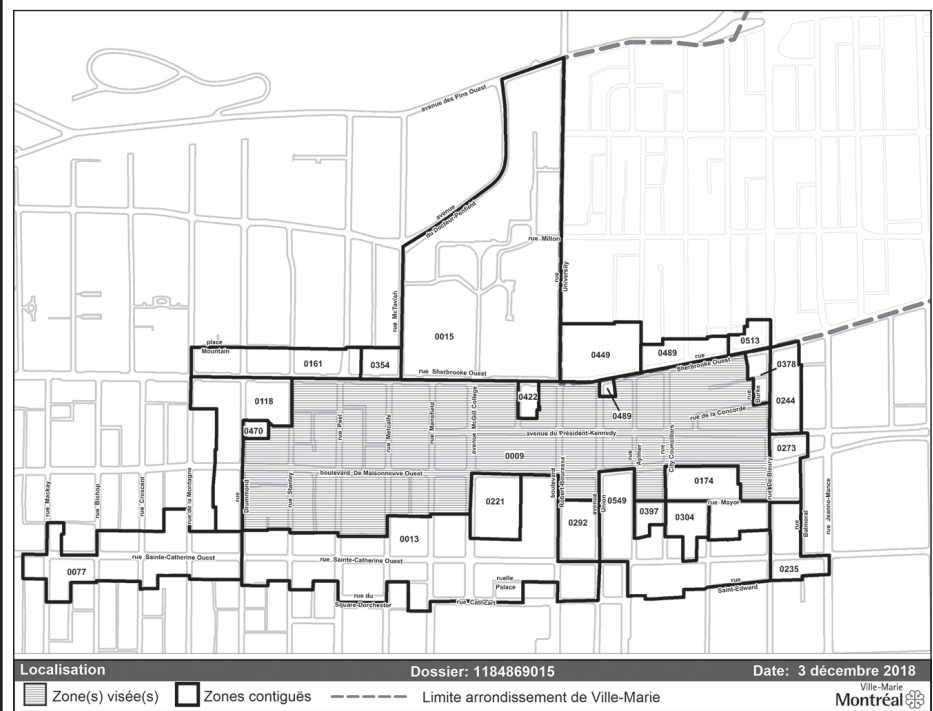 avenue des Pins Ouest
avenue
du Docteur-Penfield
rue Milton
rue
University
rue McTavish
0015
place
Mountain
0161
0354
rue Sherbrooke Ouest
0449
0489
rue
Sherbrooke Ouest
0513
0378
0118
0422
0489
rue
Burke
0244
0470
rue Peel
rue Metcalfe
rue Mansfield
avenue McGill College
rue de la Concorde
avenue du Président-Kennedy
0009
rue
Aylmer
rue
City Councillors
0273
boulevard De Maisonneuve Ouest
rue Mackay
rue Bishop
rue Crescent
rue de la Montagne
rue
Drummond
rue Stanley
0221
boulevard
Robert-Bourassa
avenue
Union
0549
0174
rue De Bleury
rue Jeanne-Mance
0292
0397
0304
rue Mayor
rue
Balmoral
0013
rue Sainte-Catherine Ouest
rue Sainte-Catherine Ouest
0077
0235
ruelle
Palace
rue
Saint-Edward
rue du
Square-Dorchester
rue Cathcart
Localisation
Dossier: 1184869015
Date: 3 décembre 2018
Zone(s) visée(s)
Zones contiguës
Limite arrondissement de Ville-Marie
Ville-Marie
Montréal